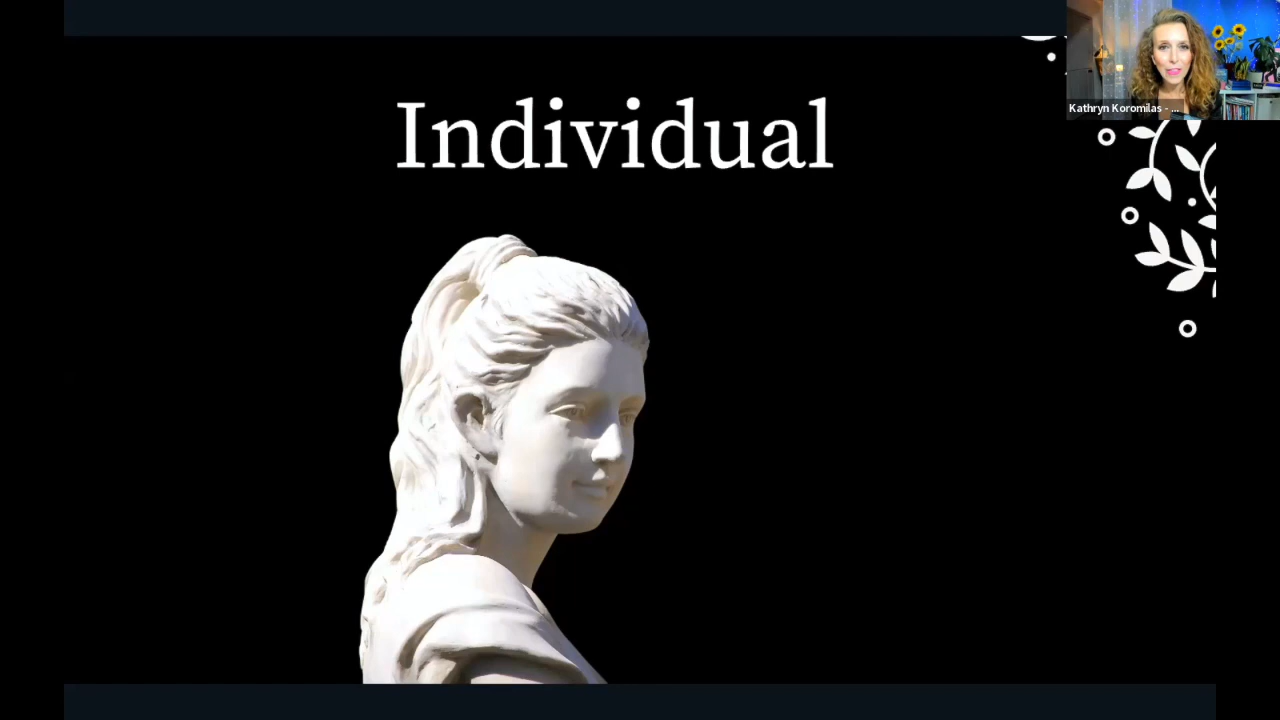 Individual
Kathryn Koromilas - ...